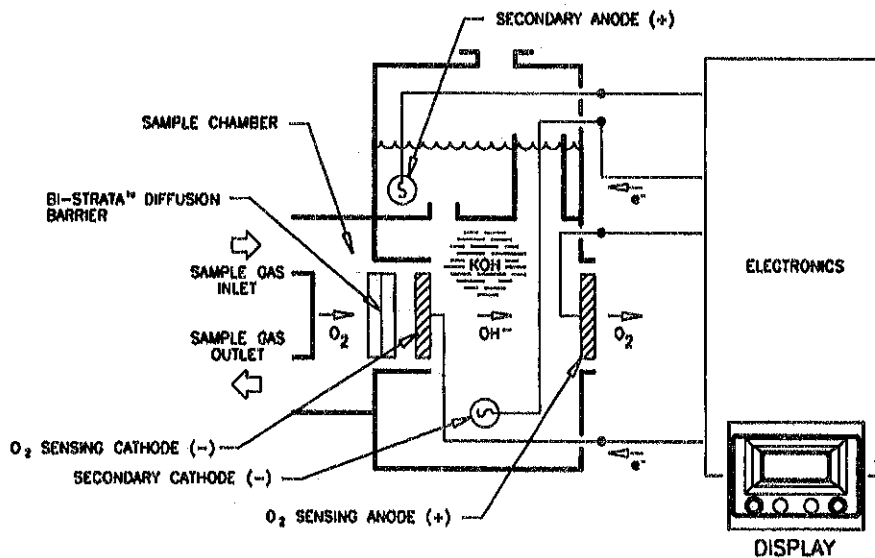 SECONDARY ANODE (+)
SAMPLE CHAMBER
BI-STRATA™ DIFFUSION
BARRIER
e⁻
KOH
ELECTRONICS
SAMPLE GAS
INLET
O₂
OH⁻
O₂
SAMPLE GAS
OUTLET
O₂ SENSING CATHODE (-)
SECONDARY CATHODE (-)
e⁻
O₂ SENSING ANODE (+)
DISPLAY